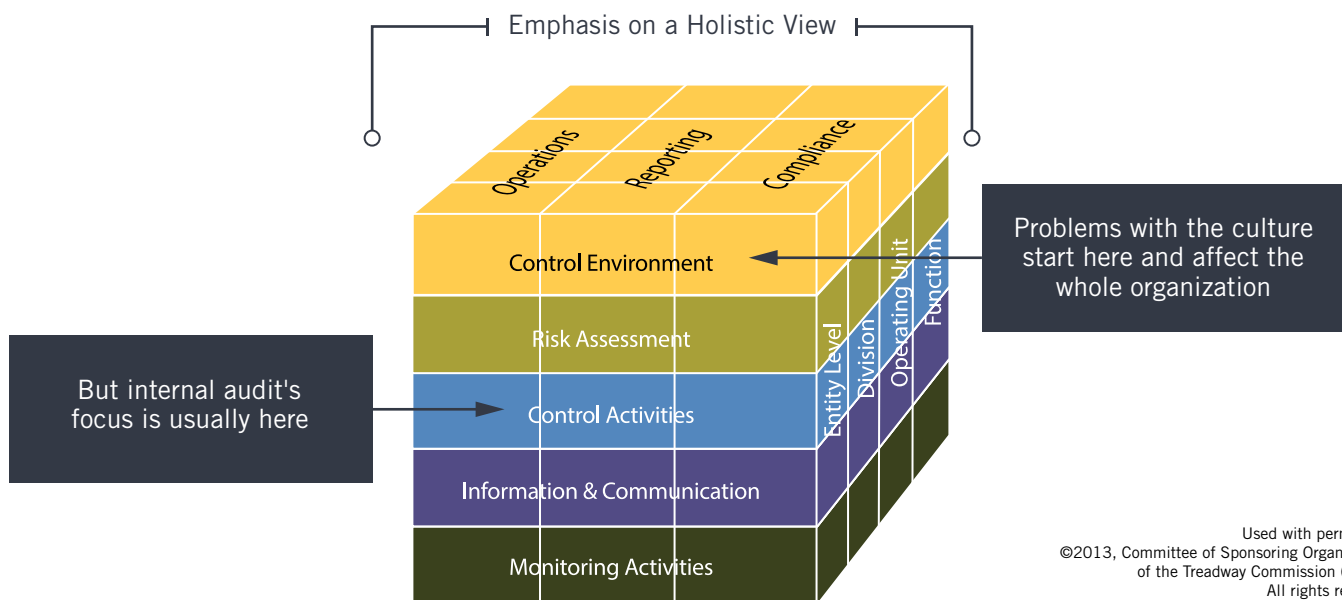 Emphasis on a Holistic View
Operations
Reporting
Compliance
Control Environment
Risk Assessment
Control Activities
Information & Communication
Monitoring Activities
Entity Level
Division
Operating Unit
Function
Problems with the culture
start here and affect the
whole organization
But internal audit's
focus is usually here
Used with
©2013, Committee of Sponsoring
of the Treadway Commission
All rights